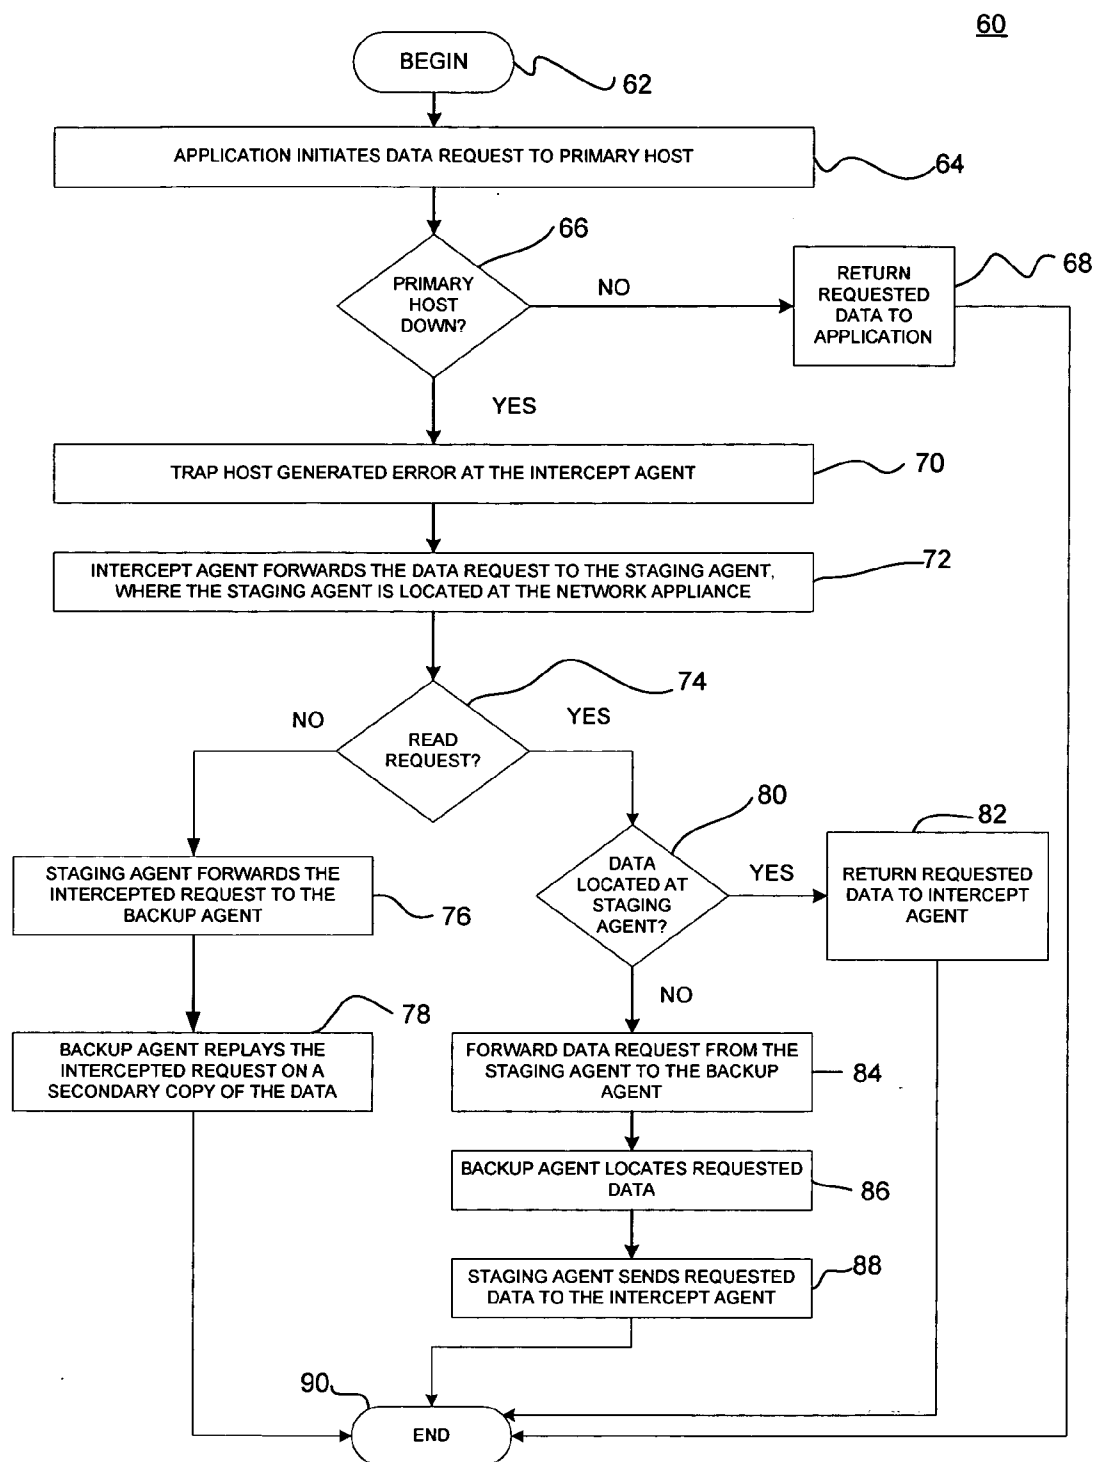 60
BEGIN
62
APPLICATION INITIATES DATA REQUEST TO PRIMARY HOST
64
66
PRIMARY
HOST
DOWN?
NO
RETURN
REQUESTED
DATA TO
APPLICATION
68
YES
TRAP HOST GENERATED ERROR AT THE INTERCEPT AGENT
70
INTERCEPT AGENT FORWARDS THE DATA REQUEST TO THE STAGING AGENT,
WHERE THE STAGING AGENT IS LOCATED AT THE NETWORK APPLIANCE
72
74
NO
YES
READ
REQUEST?
80
82
STAGING AGENT FORWARDS THE
INTERCEPTED REQUEST TO THE
BACKUP AGENT
76
DATA
LOCATED AT
STAGING
AGENT?
YES
RETURN REQUESTED
DATA TO INTERCEPT
AGENT
NO
78
BACKUP AGENT REPLAYS THE
INTERCEPTED REQUEST ON A
SECONDARY COPY OF THE DATA
FORWARD DATA REQUEST FROM THE
STAGING AGENT TO THE BACKUP
AGENT
84
BACKUP AGENT LOCATES REQUESTED
DATA
86
STAGING AGENT SENDS REQUESTED
DATA TO THE INTERCEPT AGENT
88
90
END